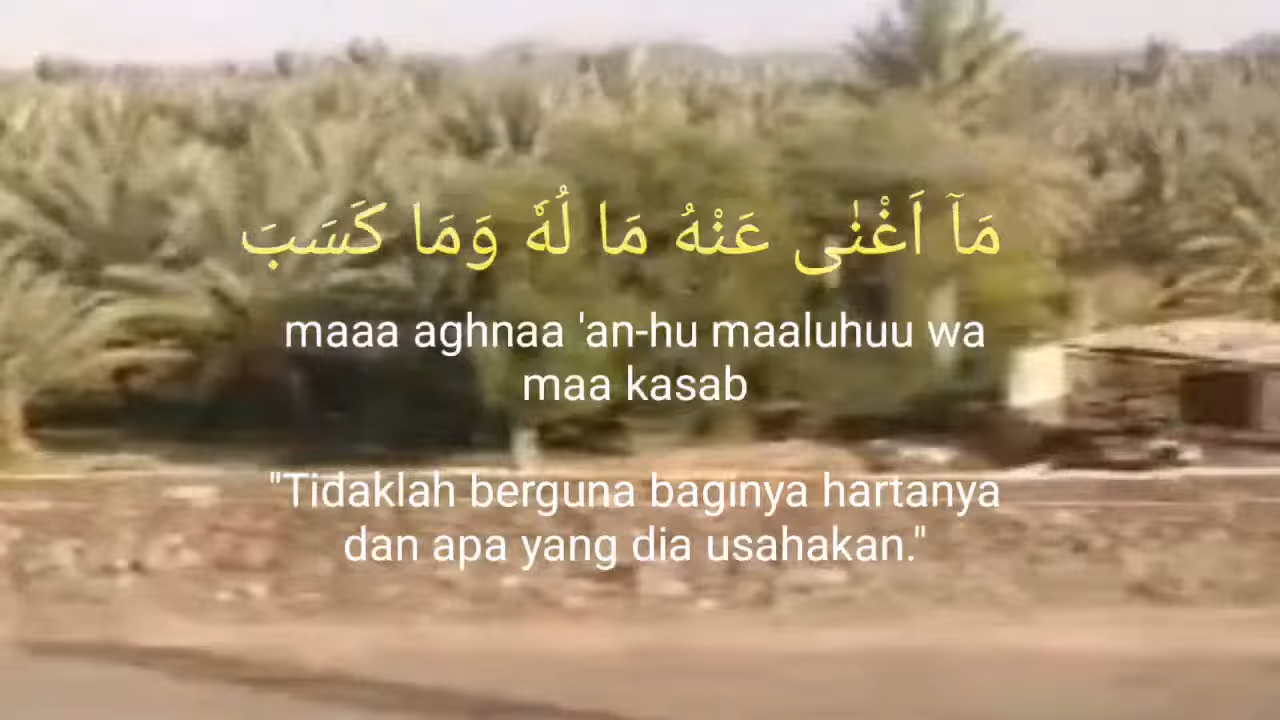 مَآ اَغْنٰى عَنْهُ مَا لُهٗ وَمَا كَسَبَ
maaa aghnaa 'an-hu maaluhuu wa
maa kasab
"Tidaklah berguna baginya hartanya
dan apa yang dia usahakan."